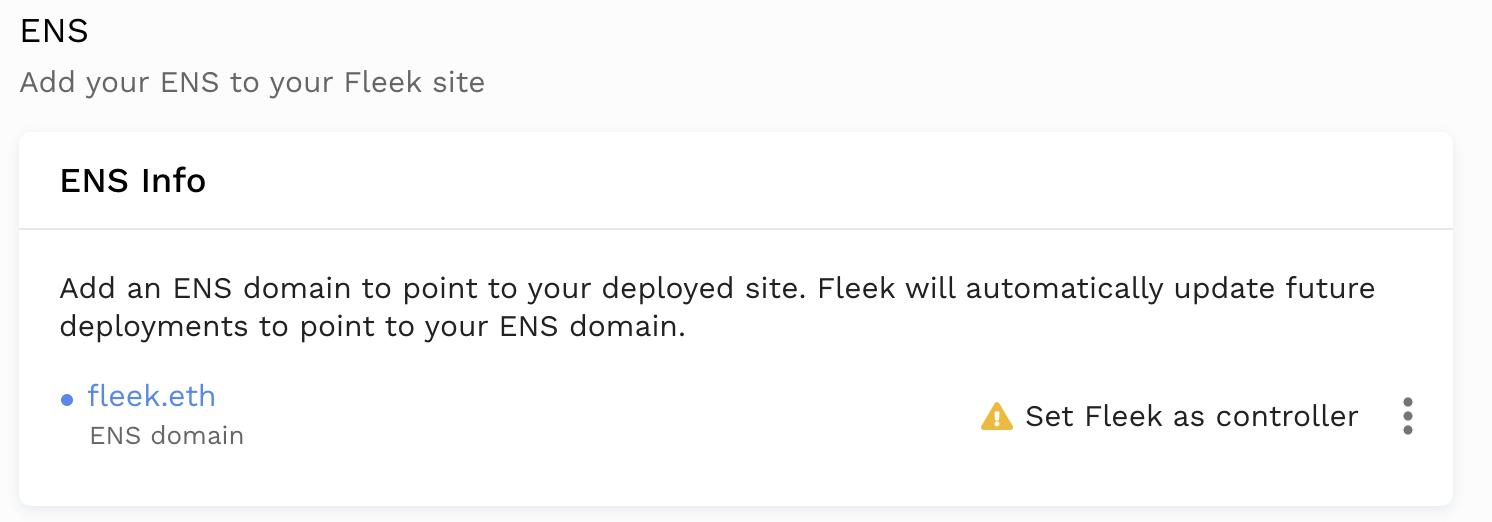 ENS
Add your ENS to your Fleek site
ENS Info
Add an ENS domain to point to your deployed site. Fleek will automatically update future
deployments to point to your ENS domain.
fleek.eth
ENS domain
Set Fleek as controller